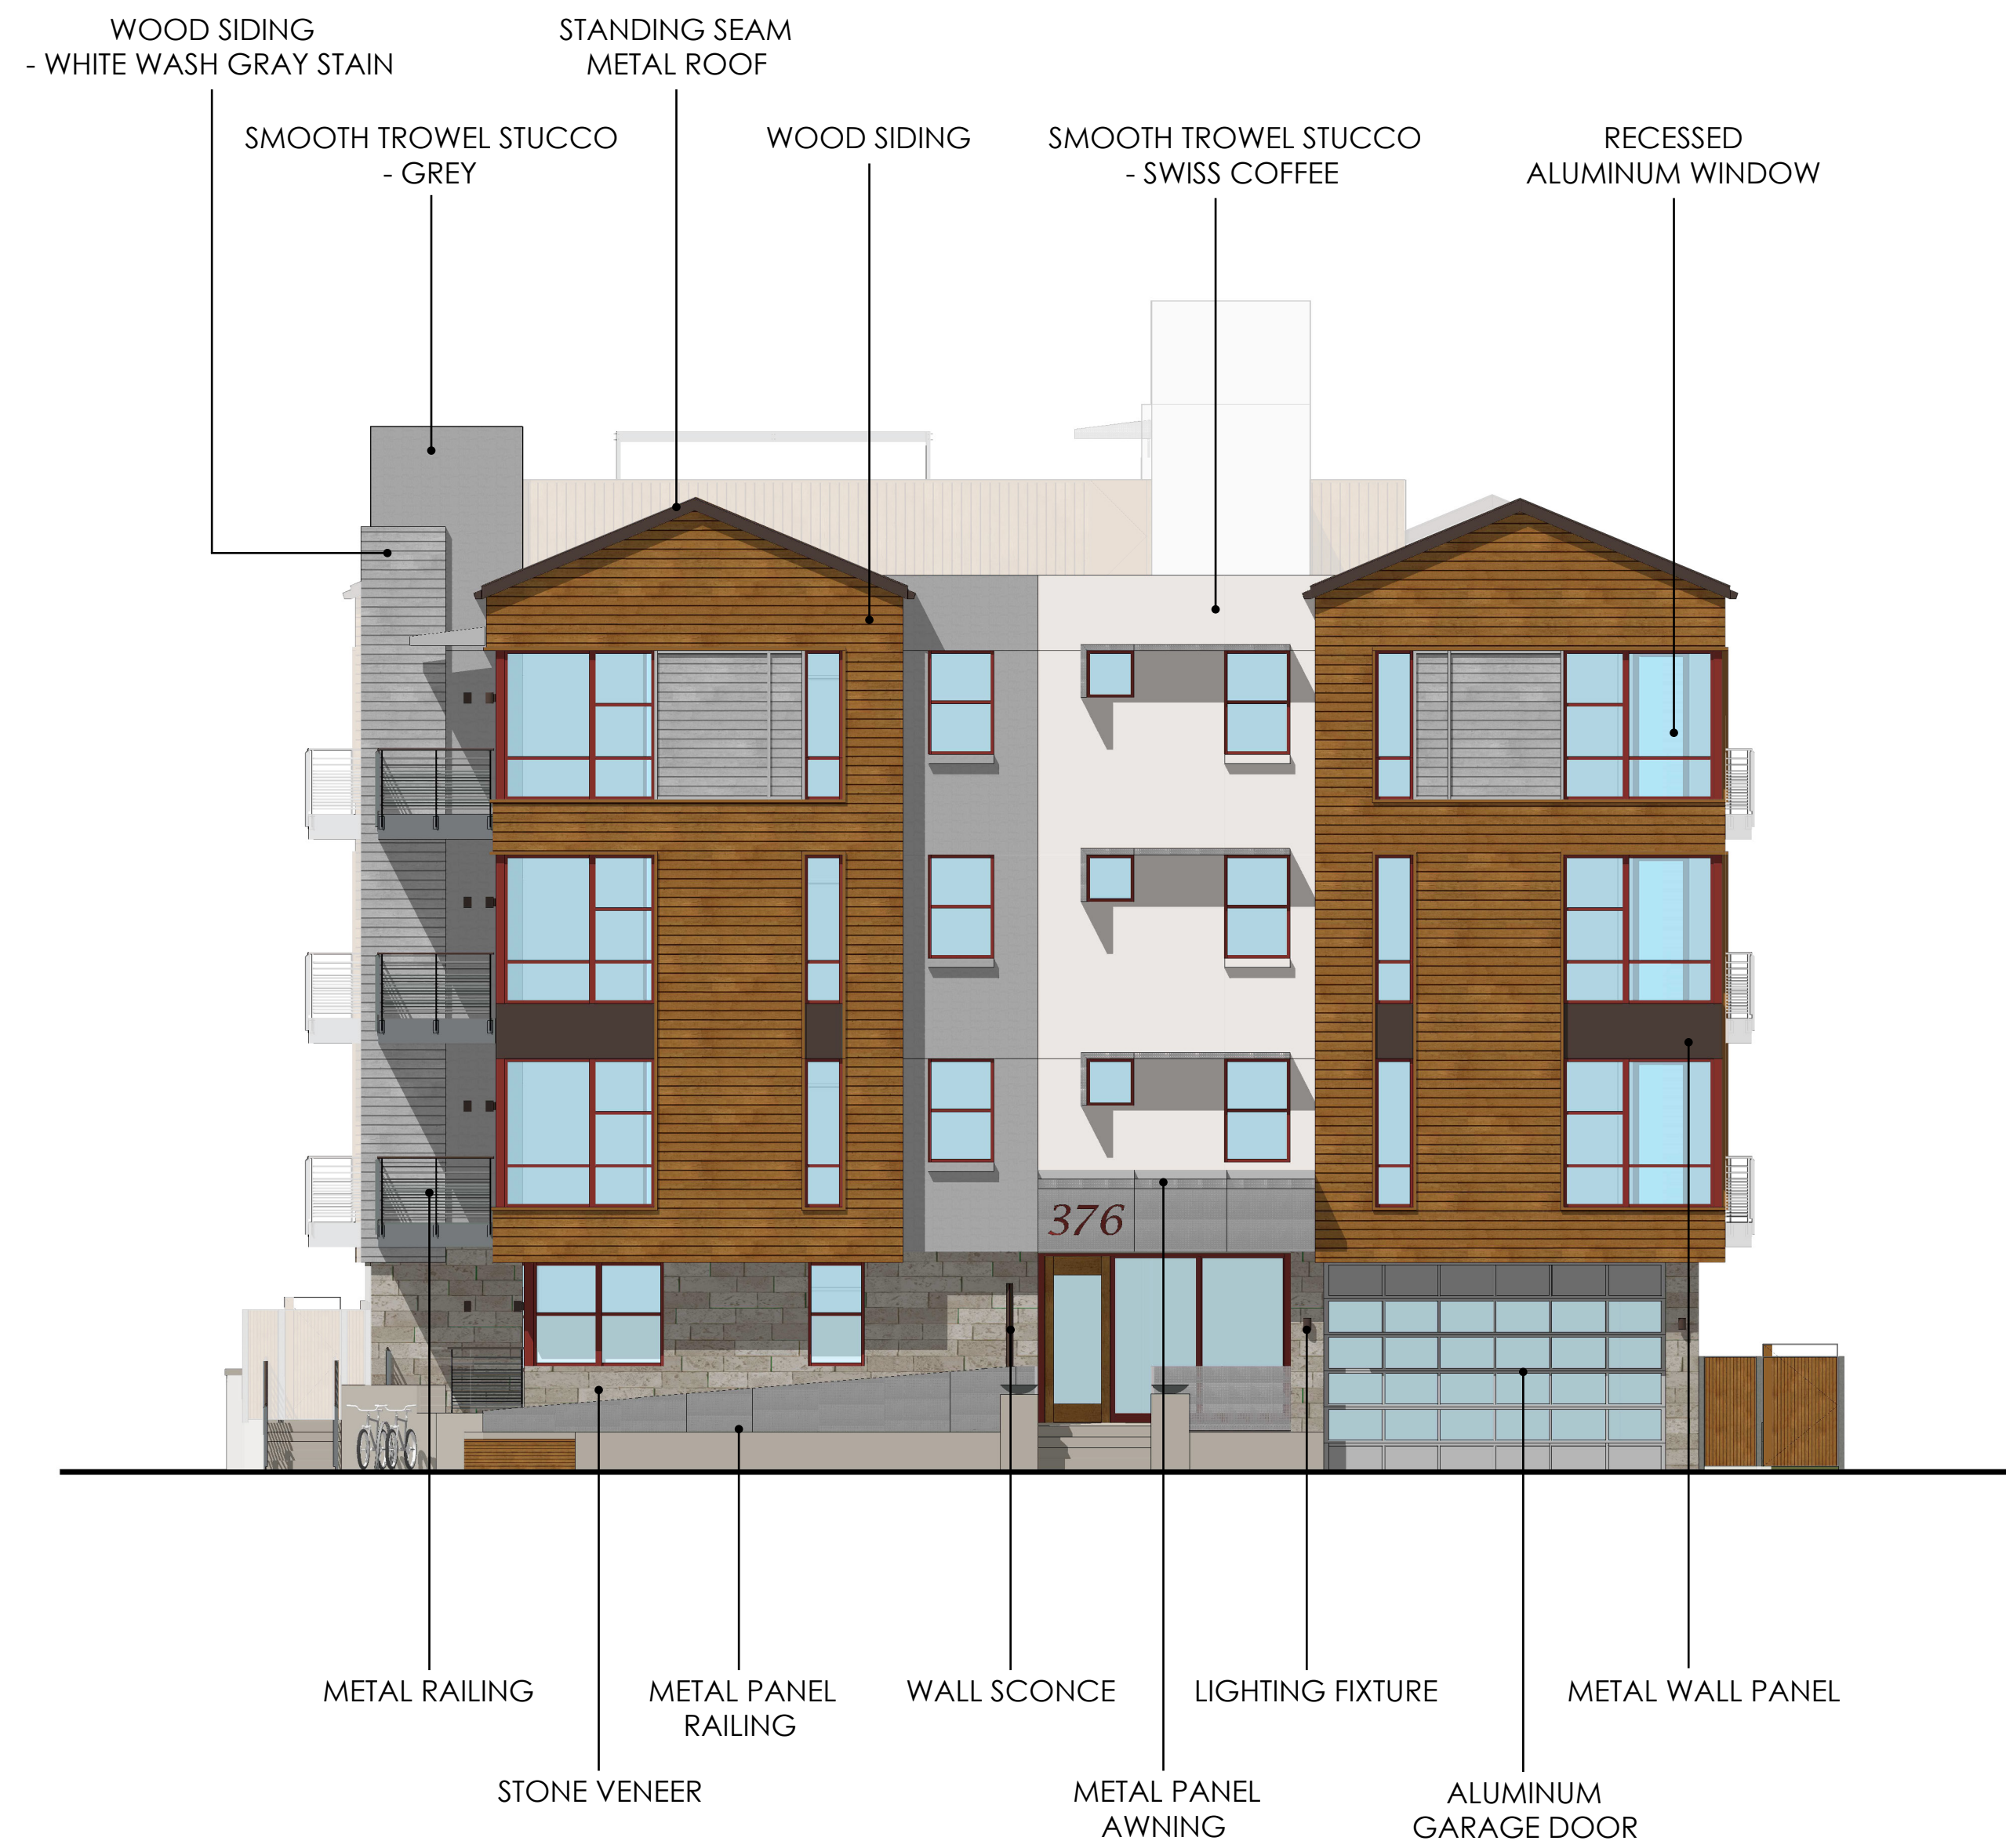 WOOD SIDING
- WHITE WASH GRAY STAIN
STANDING SEAM
METAL ROOF
SMOOTH TROWEL STUCCO
- GREY
WOOD SIDING
SMOOTH TROWEL STUCCO
- SWISS COFFEE
RECESSED
ALUMINUM WINDOW
376
METAL RAILING
METAL PANEL
RAILING
WALL SCONCE
LIGHTING FIXTURE
METAL WALL PANEL
STONE VENEER
METAL PANEL
AWNING
ALUMINUM
GARAGE DOOR